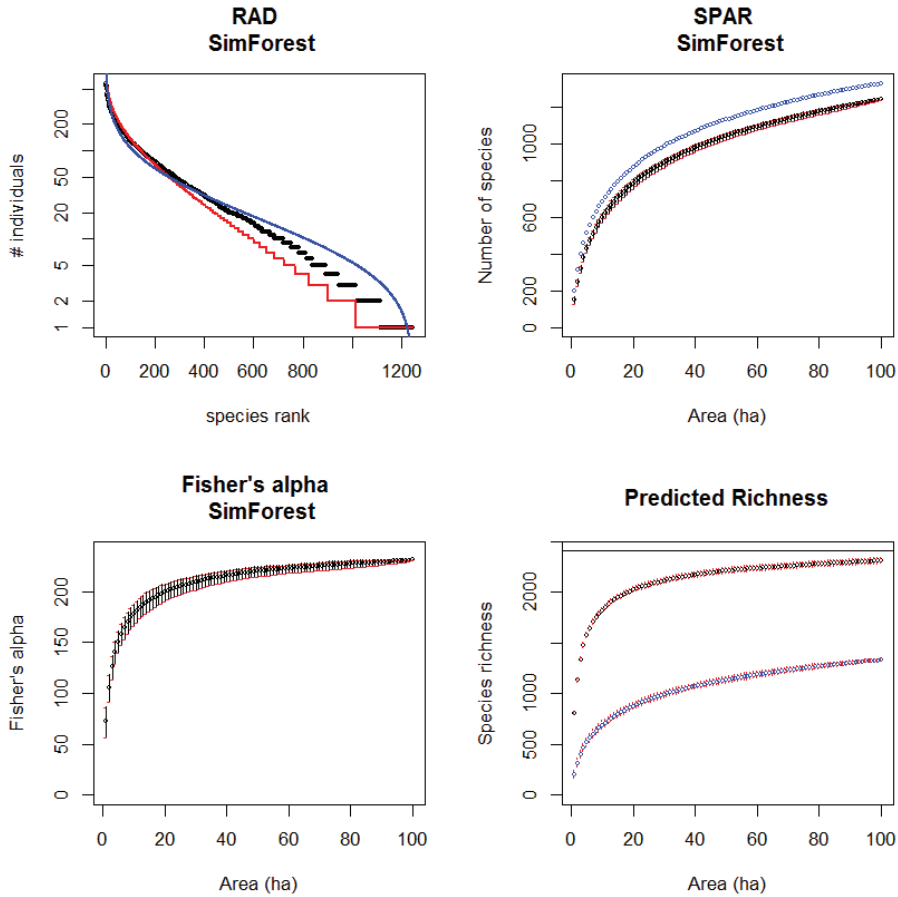 RAD
SimForest
# individuals
200
50
20
5
2
1
0
200
400
600
800
1200
species rank
SPAR
SimForest
Number of species
1000
600
200
0
0
20
40
60
80
100
Area (ha)
Fisher's alpha
SimForest
Fisher's alpha
200
150
100
50
0
0
20
40
60
80
100
Area (ha)
Predicted Richness
Species richness
2000
1000
500
0
0
20
40
60
80
100
Area (ha)